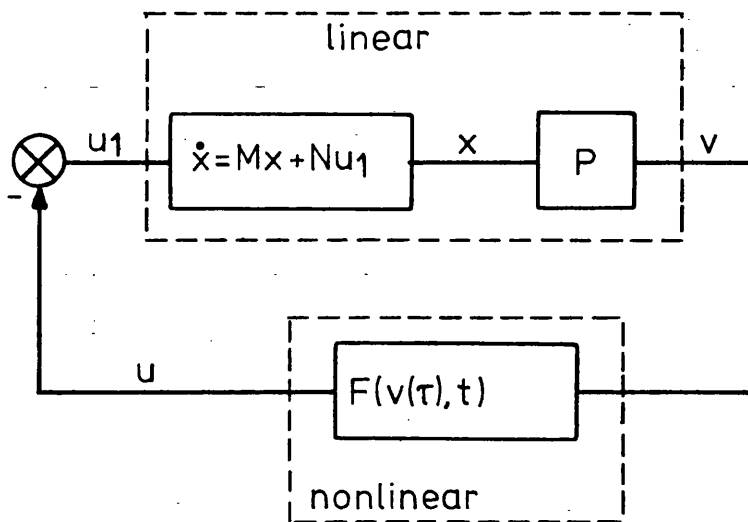 linear
u₁
ẋ=Mx+Nu₁
x
P
v
-
u
F(v(τ),t)
nonlinear